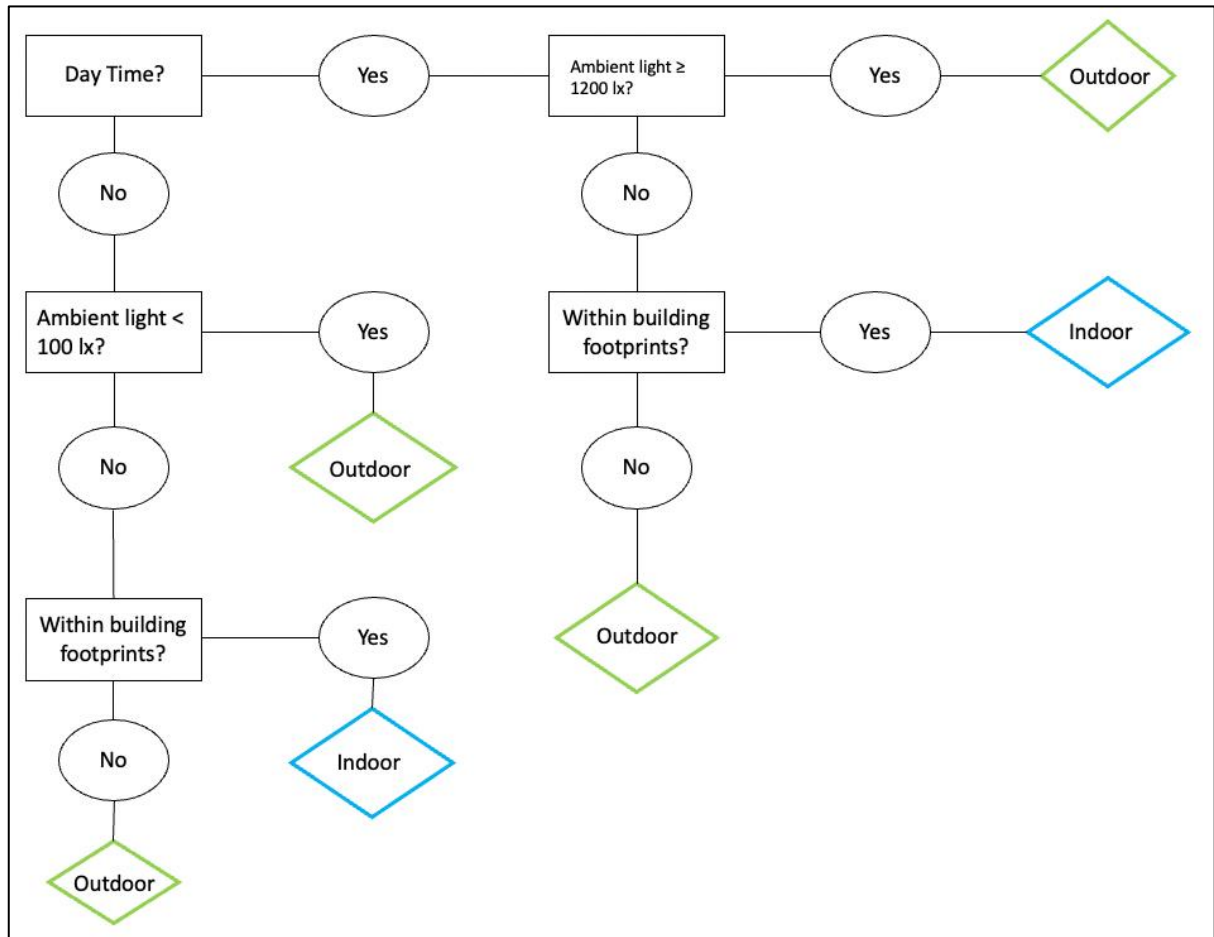 Day Time?
Yes
Ambient light ≥
1200 lx?
Yes
Outdoor
No
No
Ambient light <
100 lx?
Yes
Within building
footprints?
Yes
Indoor
No
Outdoor
No
Within building
footprints?
Yes
Outdoor
No
Indoor
Outdoor